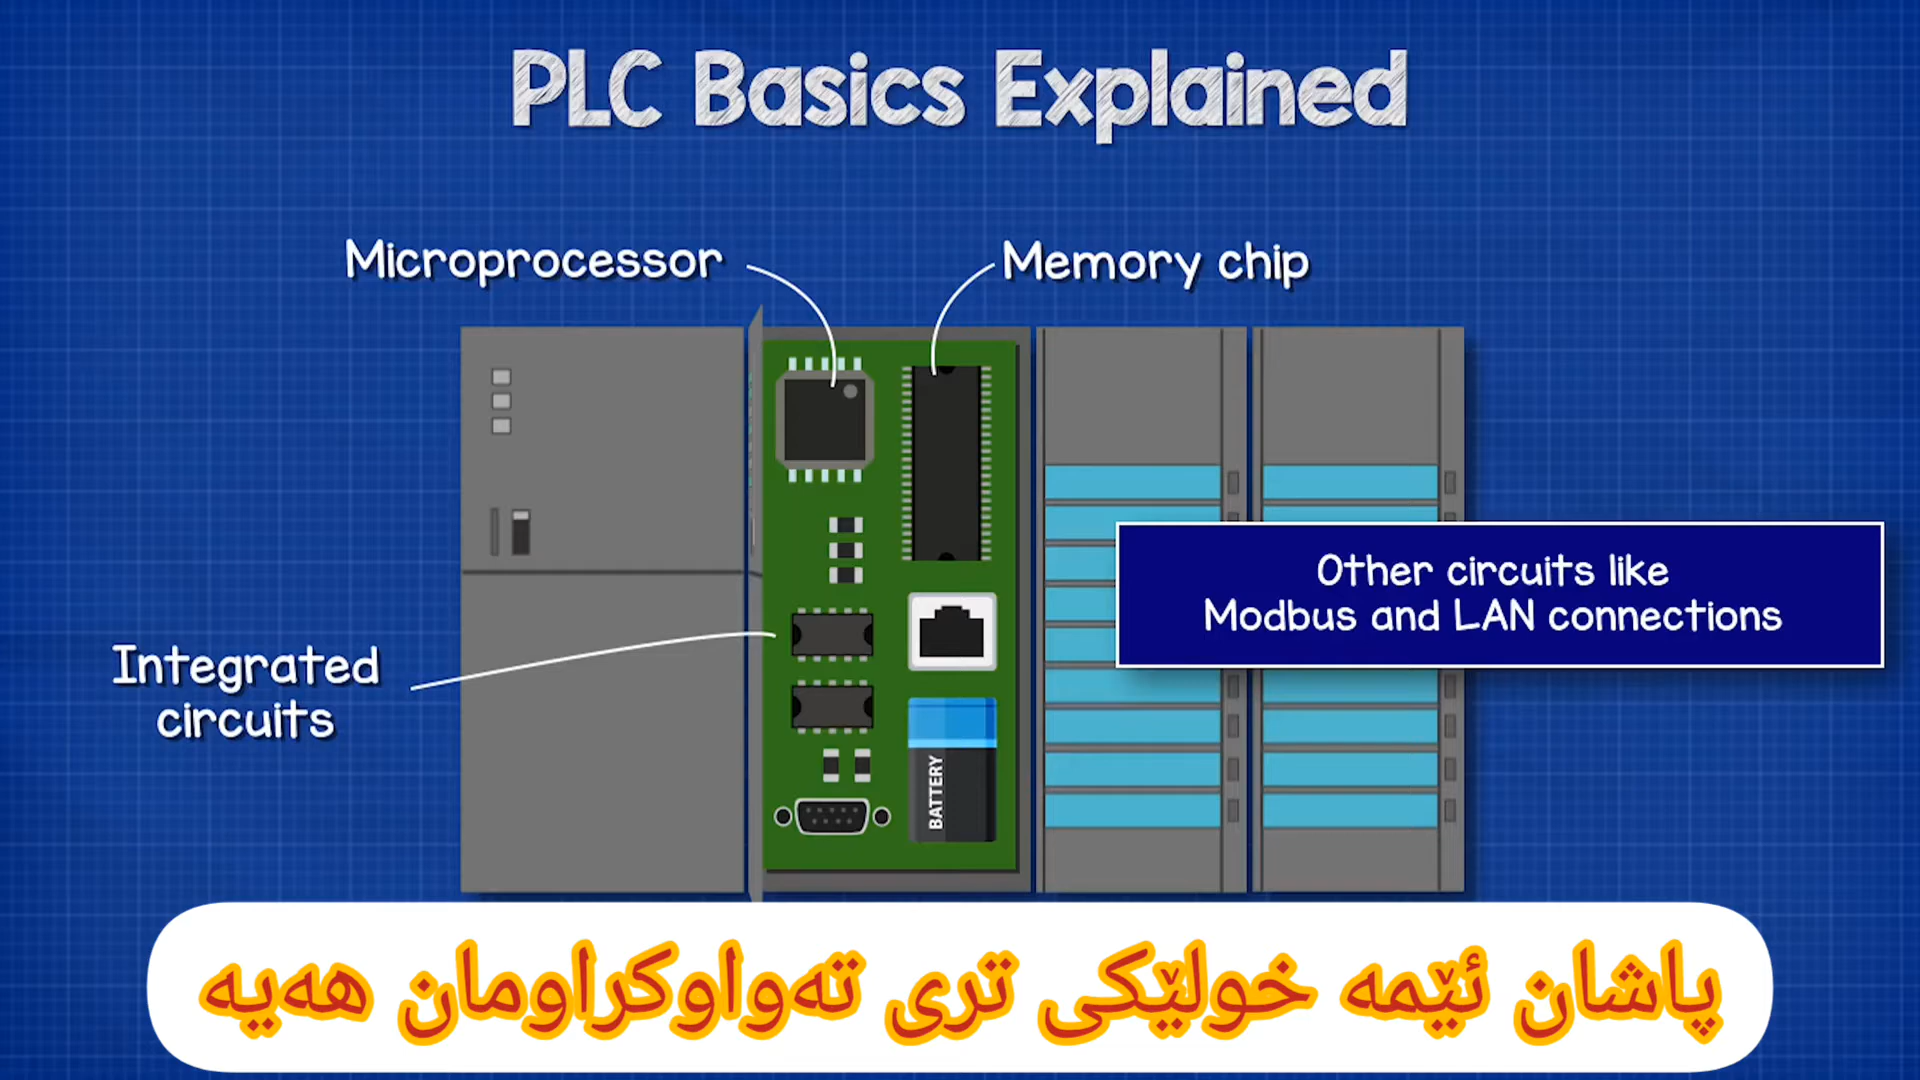 PLC Basics Explained
Microprocessor
Memory chip
Other circuits like
Modbus and LAN connections
Integrated
circuits
BATTERY
پاشان ئێمە خولێکی تری تەواوکراومان هەیە